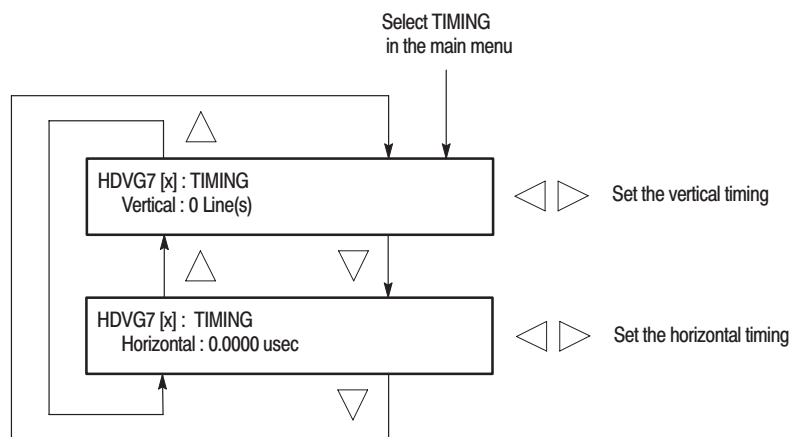 Select TIMING
in the main menu
HDVG7 [x] : TIMING
Vertical : 0 Line(s)
Set the vertical timing
HDVG7 [x] :  TIMING
Horizontal : 0.0000 usec
Set the horizontal timing